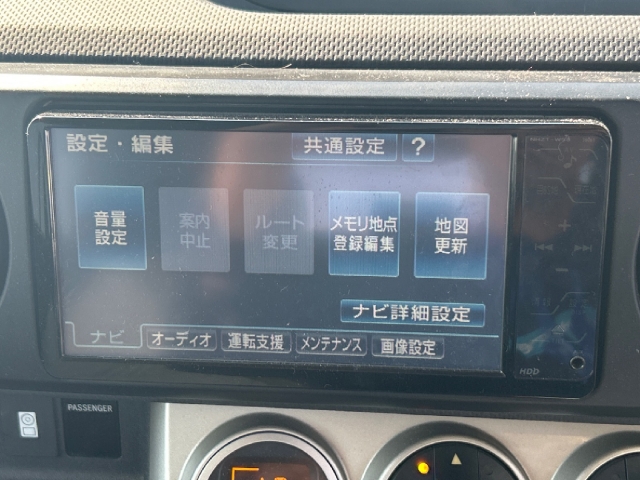 設定・編集 共通設定 ?
音量
設定
案内
中止
ルート
変更
メモリ地点
登録編集
地図
更新
ナビ詳細設定
ナビ オーディオ 運転支援 メンテナンス 画像設定
HDD
PASSENGER